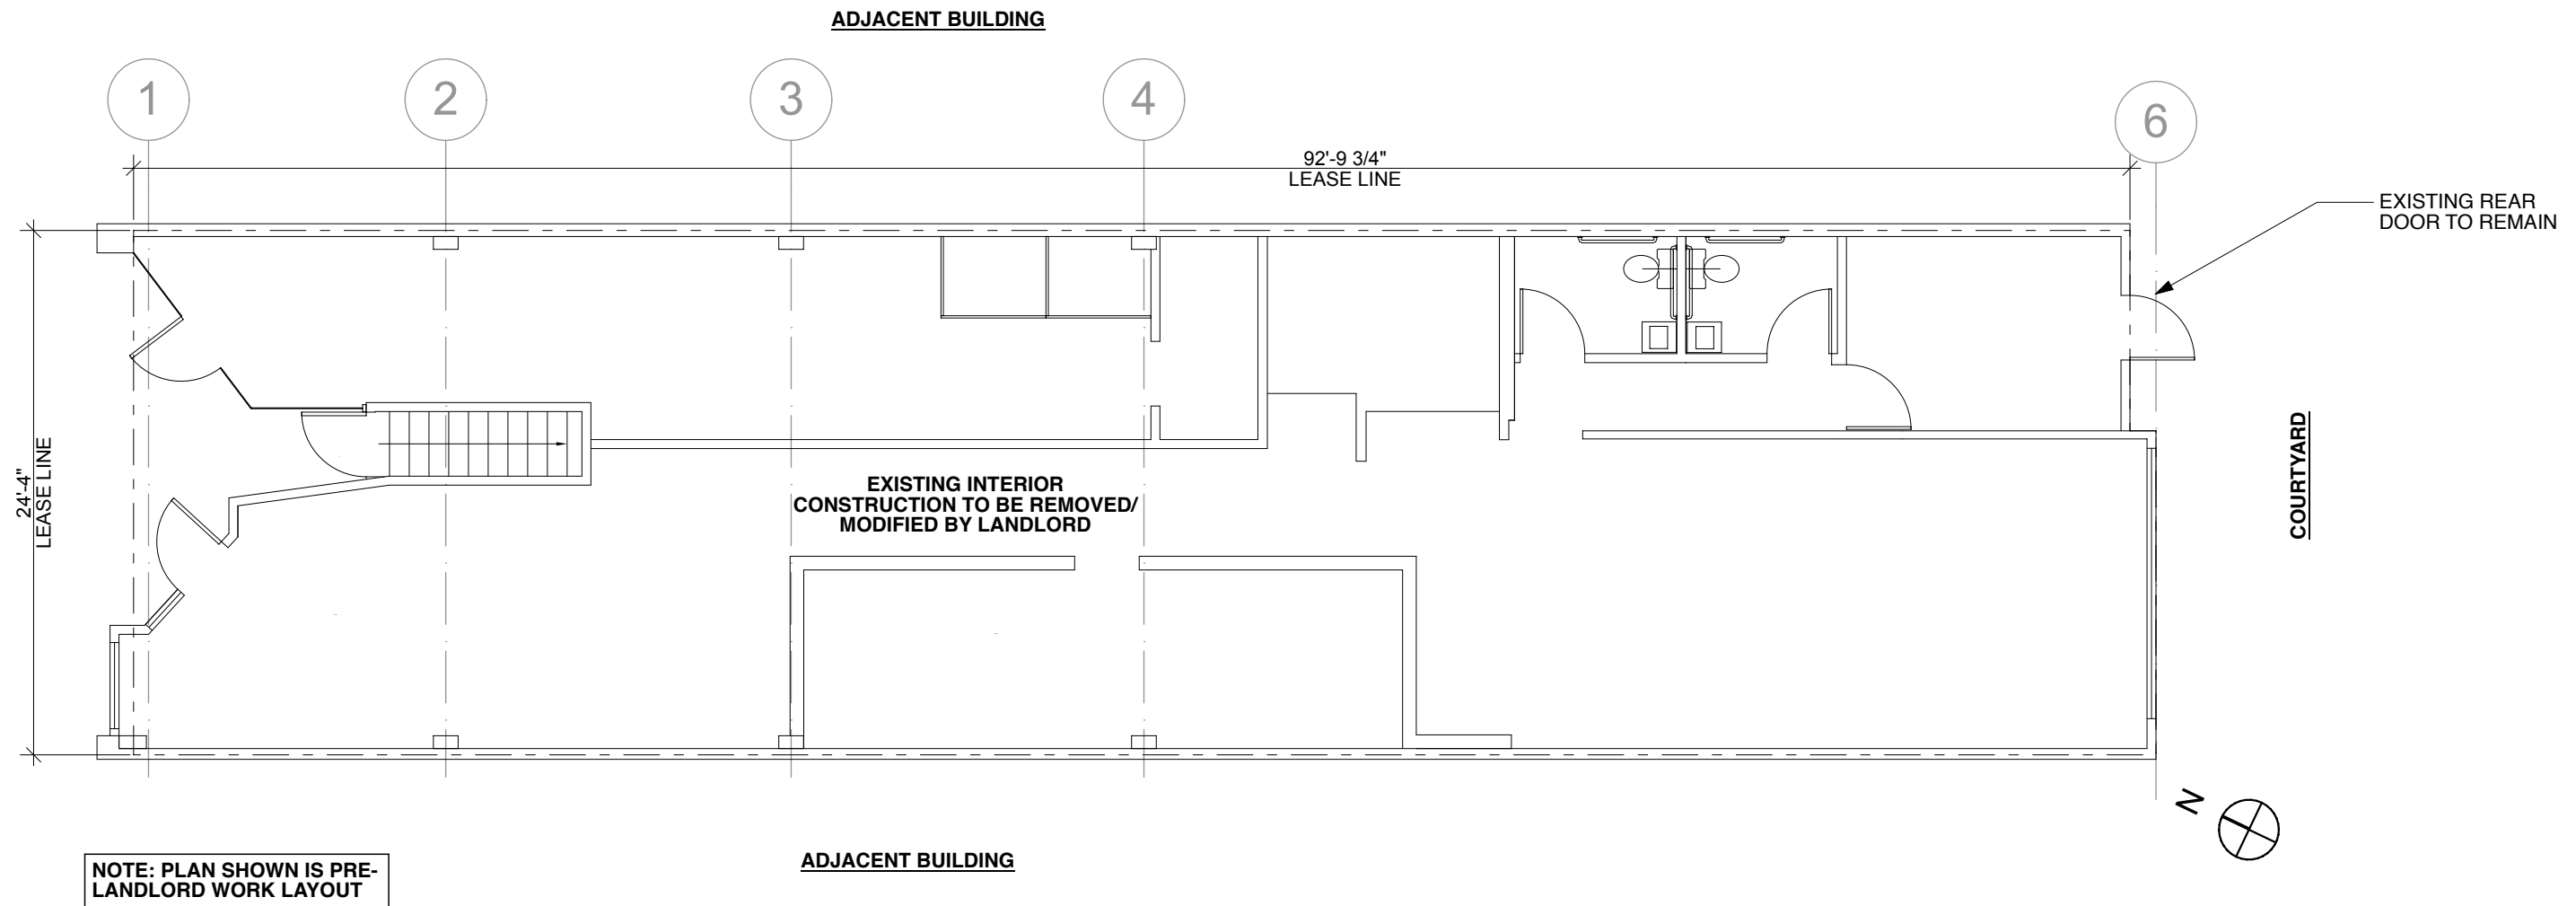 ADJACENT BUILDING
1
2
3
4
6
92'-9 3/4"
LEASE LINE
EXISTING REAR
DOOR TO REMAIN
24'-4"
LEASE LINE
EXISTING INTERIOR
CONSTRUCTION TO BE REMOVED/
MODIFIED BY LANDLORD
COURTYARD
N
ADJACENT BUILDING
NOTE: PLAN SHOWN IS PRE-
LANDLORD WORK LAYOUT